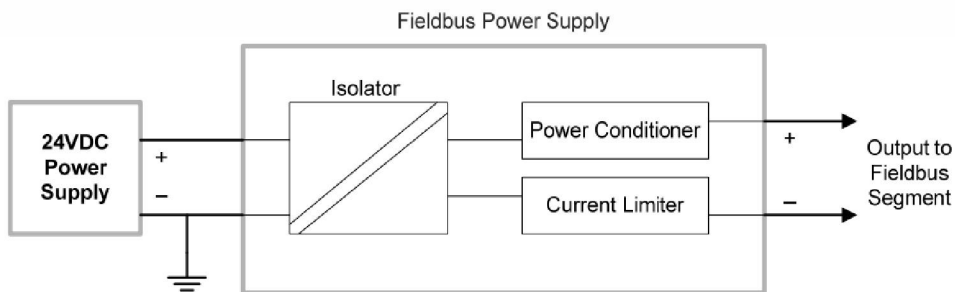 Fieldbus Power Supply
Isolator
24VDC
Power
Supply
+
–
Power Conditioner
Current Limiter
+
–
Output to
Fieldbus
Segment